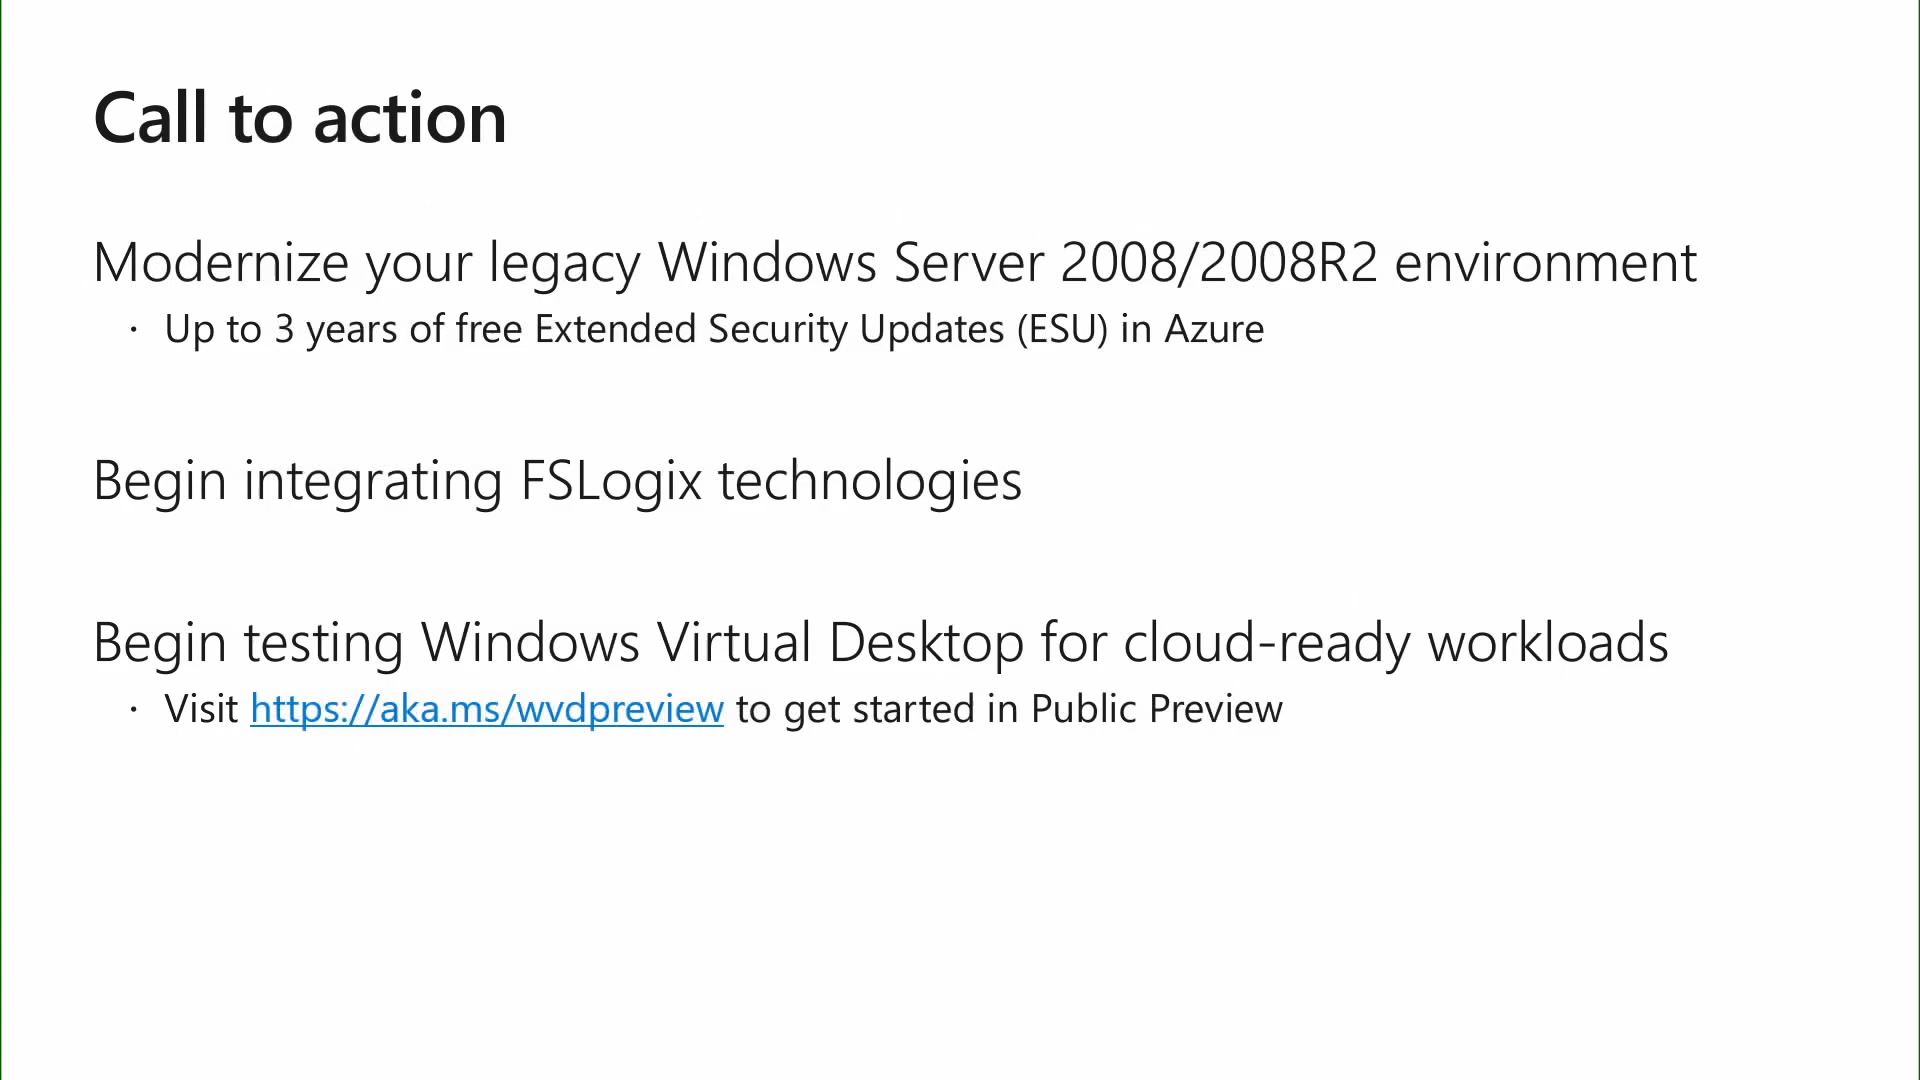 Call to action
Modernize your legacy Windows Server 2008/2008R2 environment
· Up to 3 years of free Extended Security Updates (ESU) in Azure
Begin integrating FSLogix technologies
Begin testing Windows Virtual Desktop for cloud-ready workloads
· Visit https://aka.ms/wvdpreview to get started in Public Preview